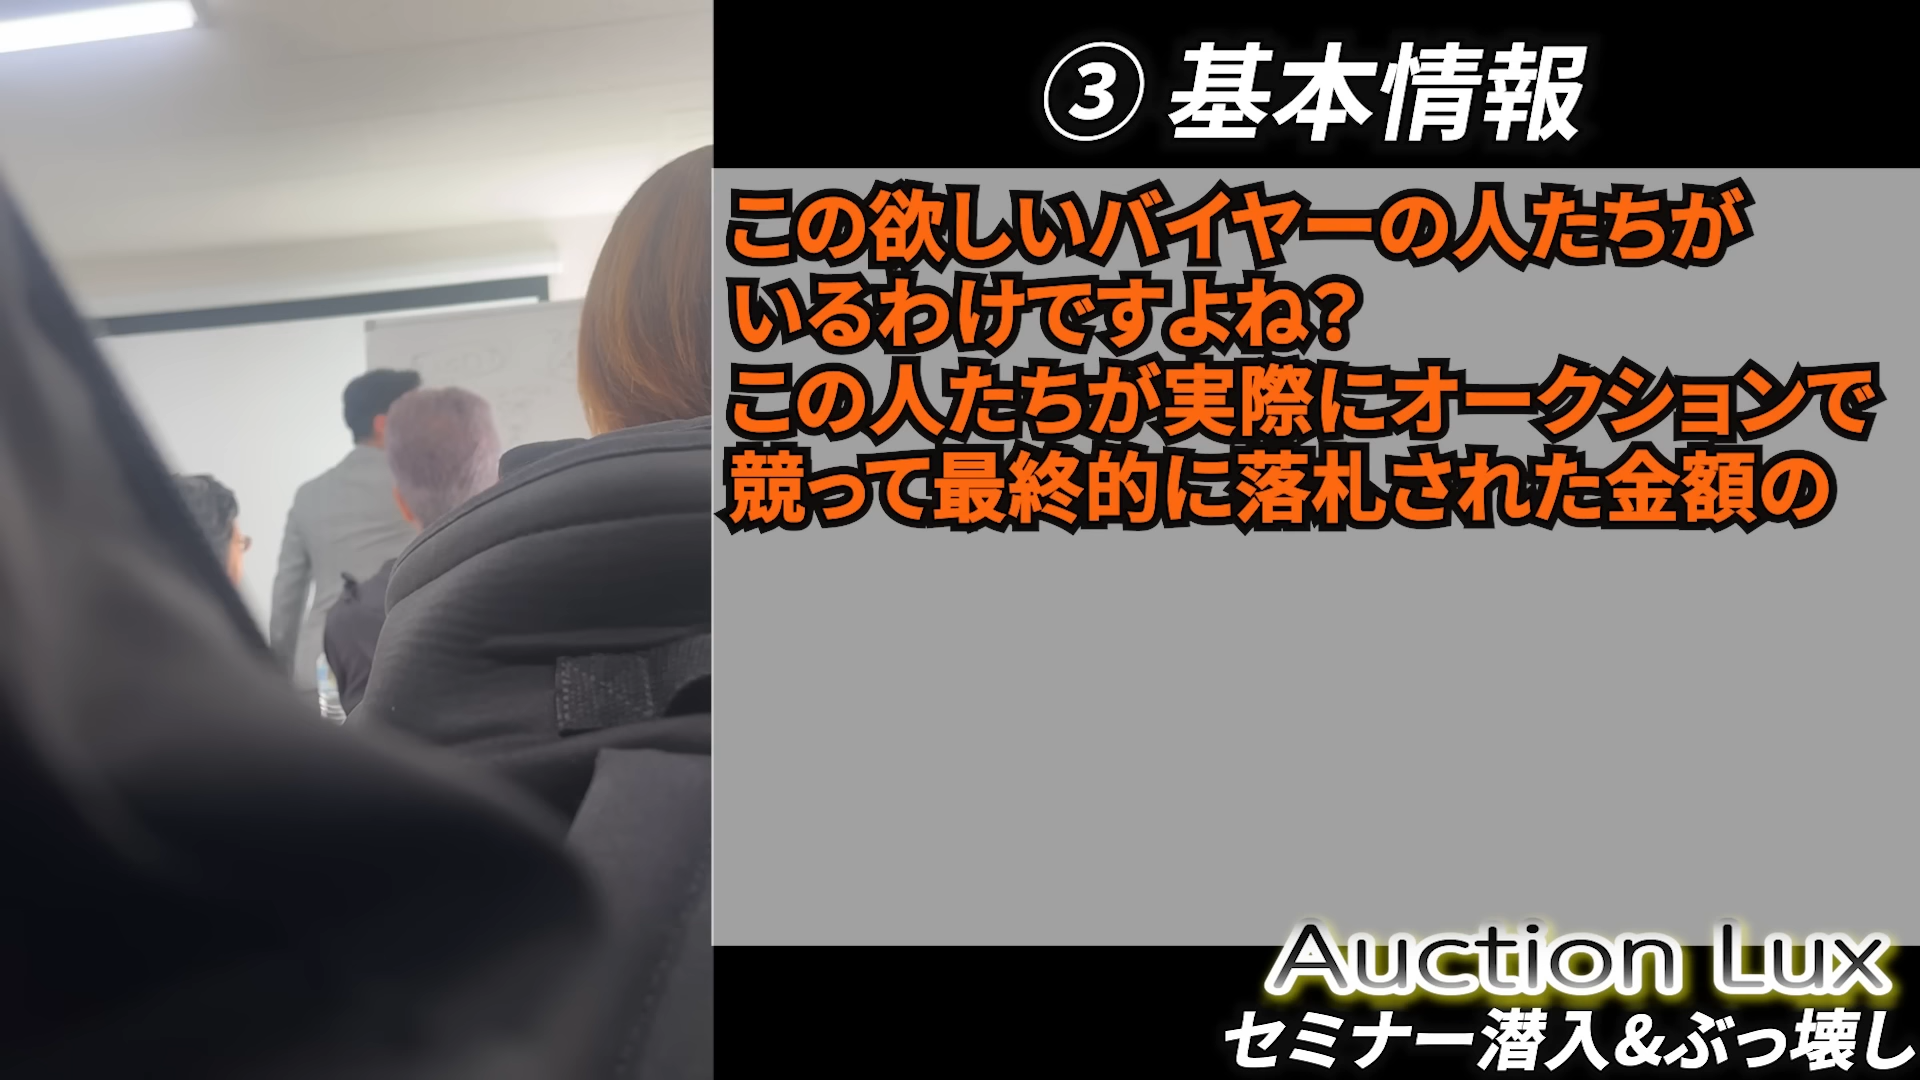 ③ 基本情報
この欲しいバイヤーの人たちが
いるわけですよね？
この人たちが実際にオークションで
競って最終的に落札された金額の
Auction Lux
セミナー潜入&ぶっ壊し